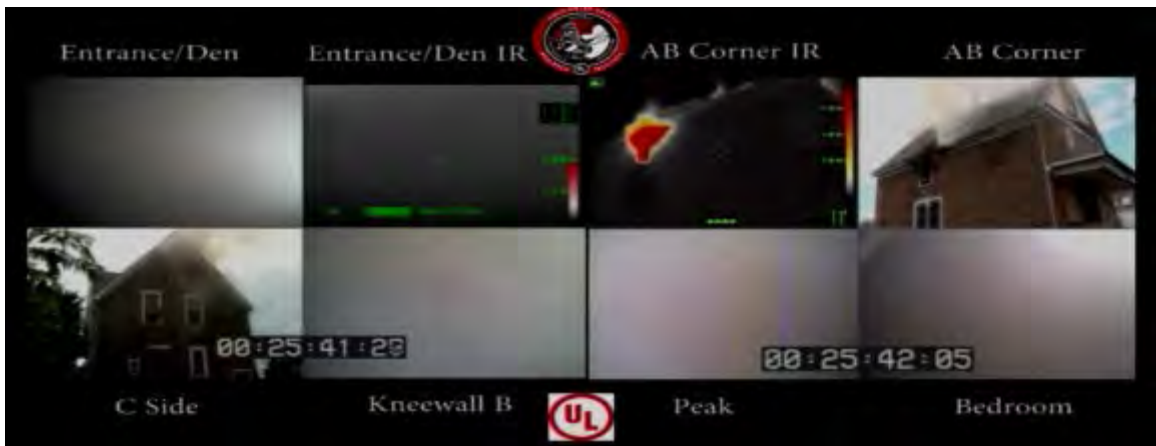 Entrance/Den
Entrance/Den IR
AB Corner IR
AB Corner
00:25:41:29
00:25:42:05
C Side
Kneewall B
UL
Peak
Bedroom